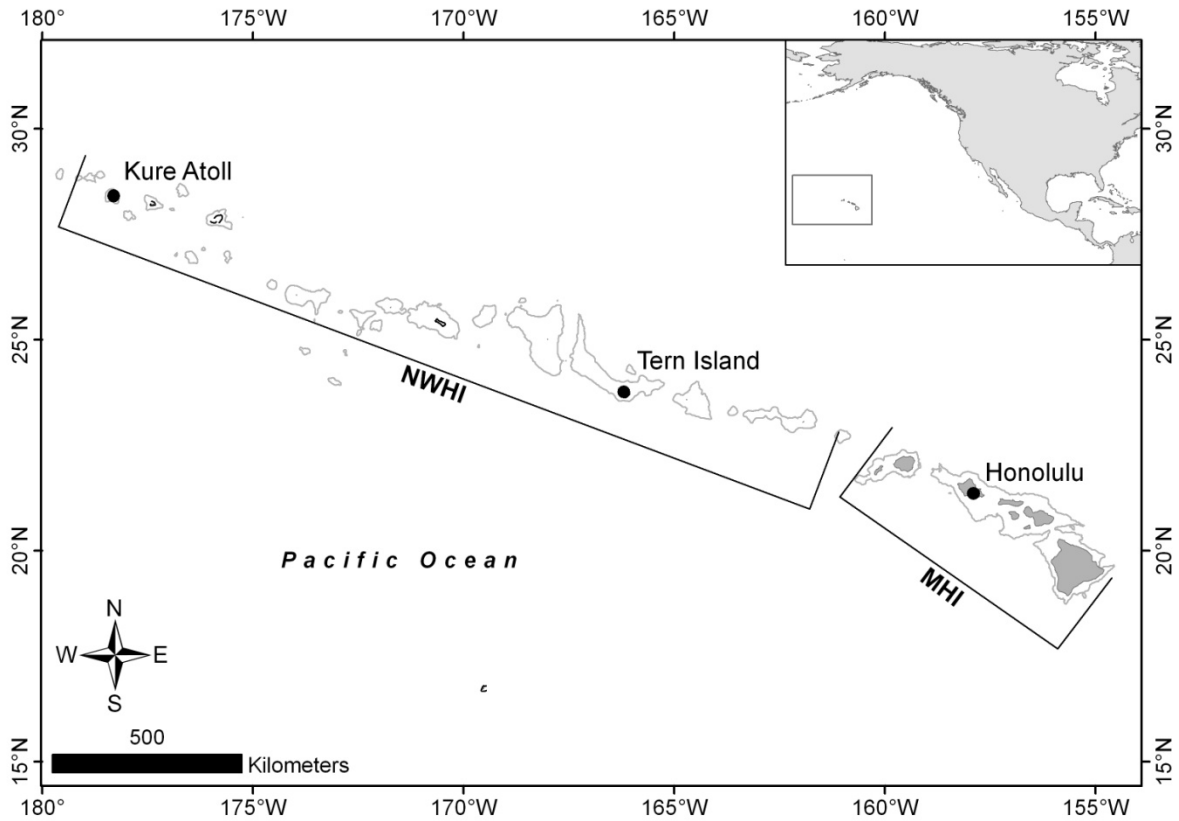 180° 175°W 170°W 165°W 160°W 155°W
30°N 30°N
Kure Atoll
25°N 25°N
Tern Island
NWHI
Honolulu
20°N 20°N
Pacific Ocean
MHI
N
W E
S
500
Kilometers
15°N 15°N
180° 175°W 170°W 165°W 160°W 155°W